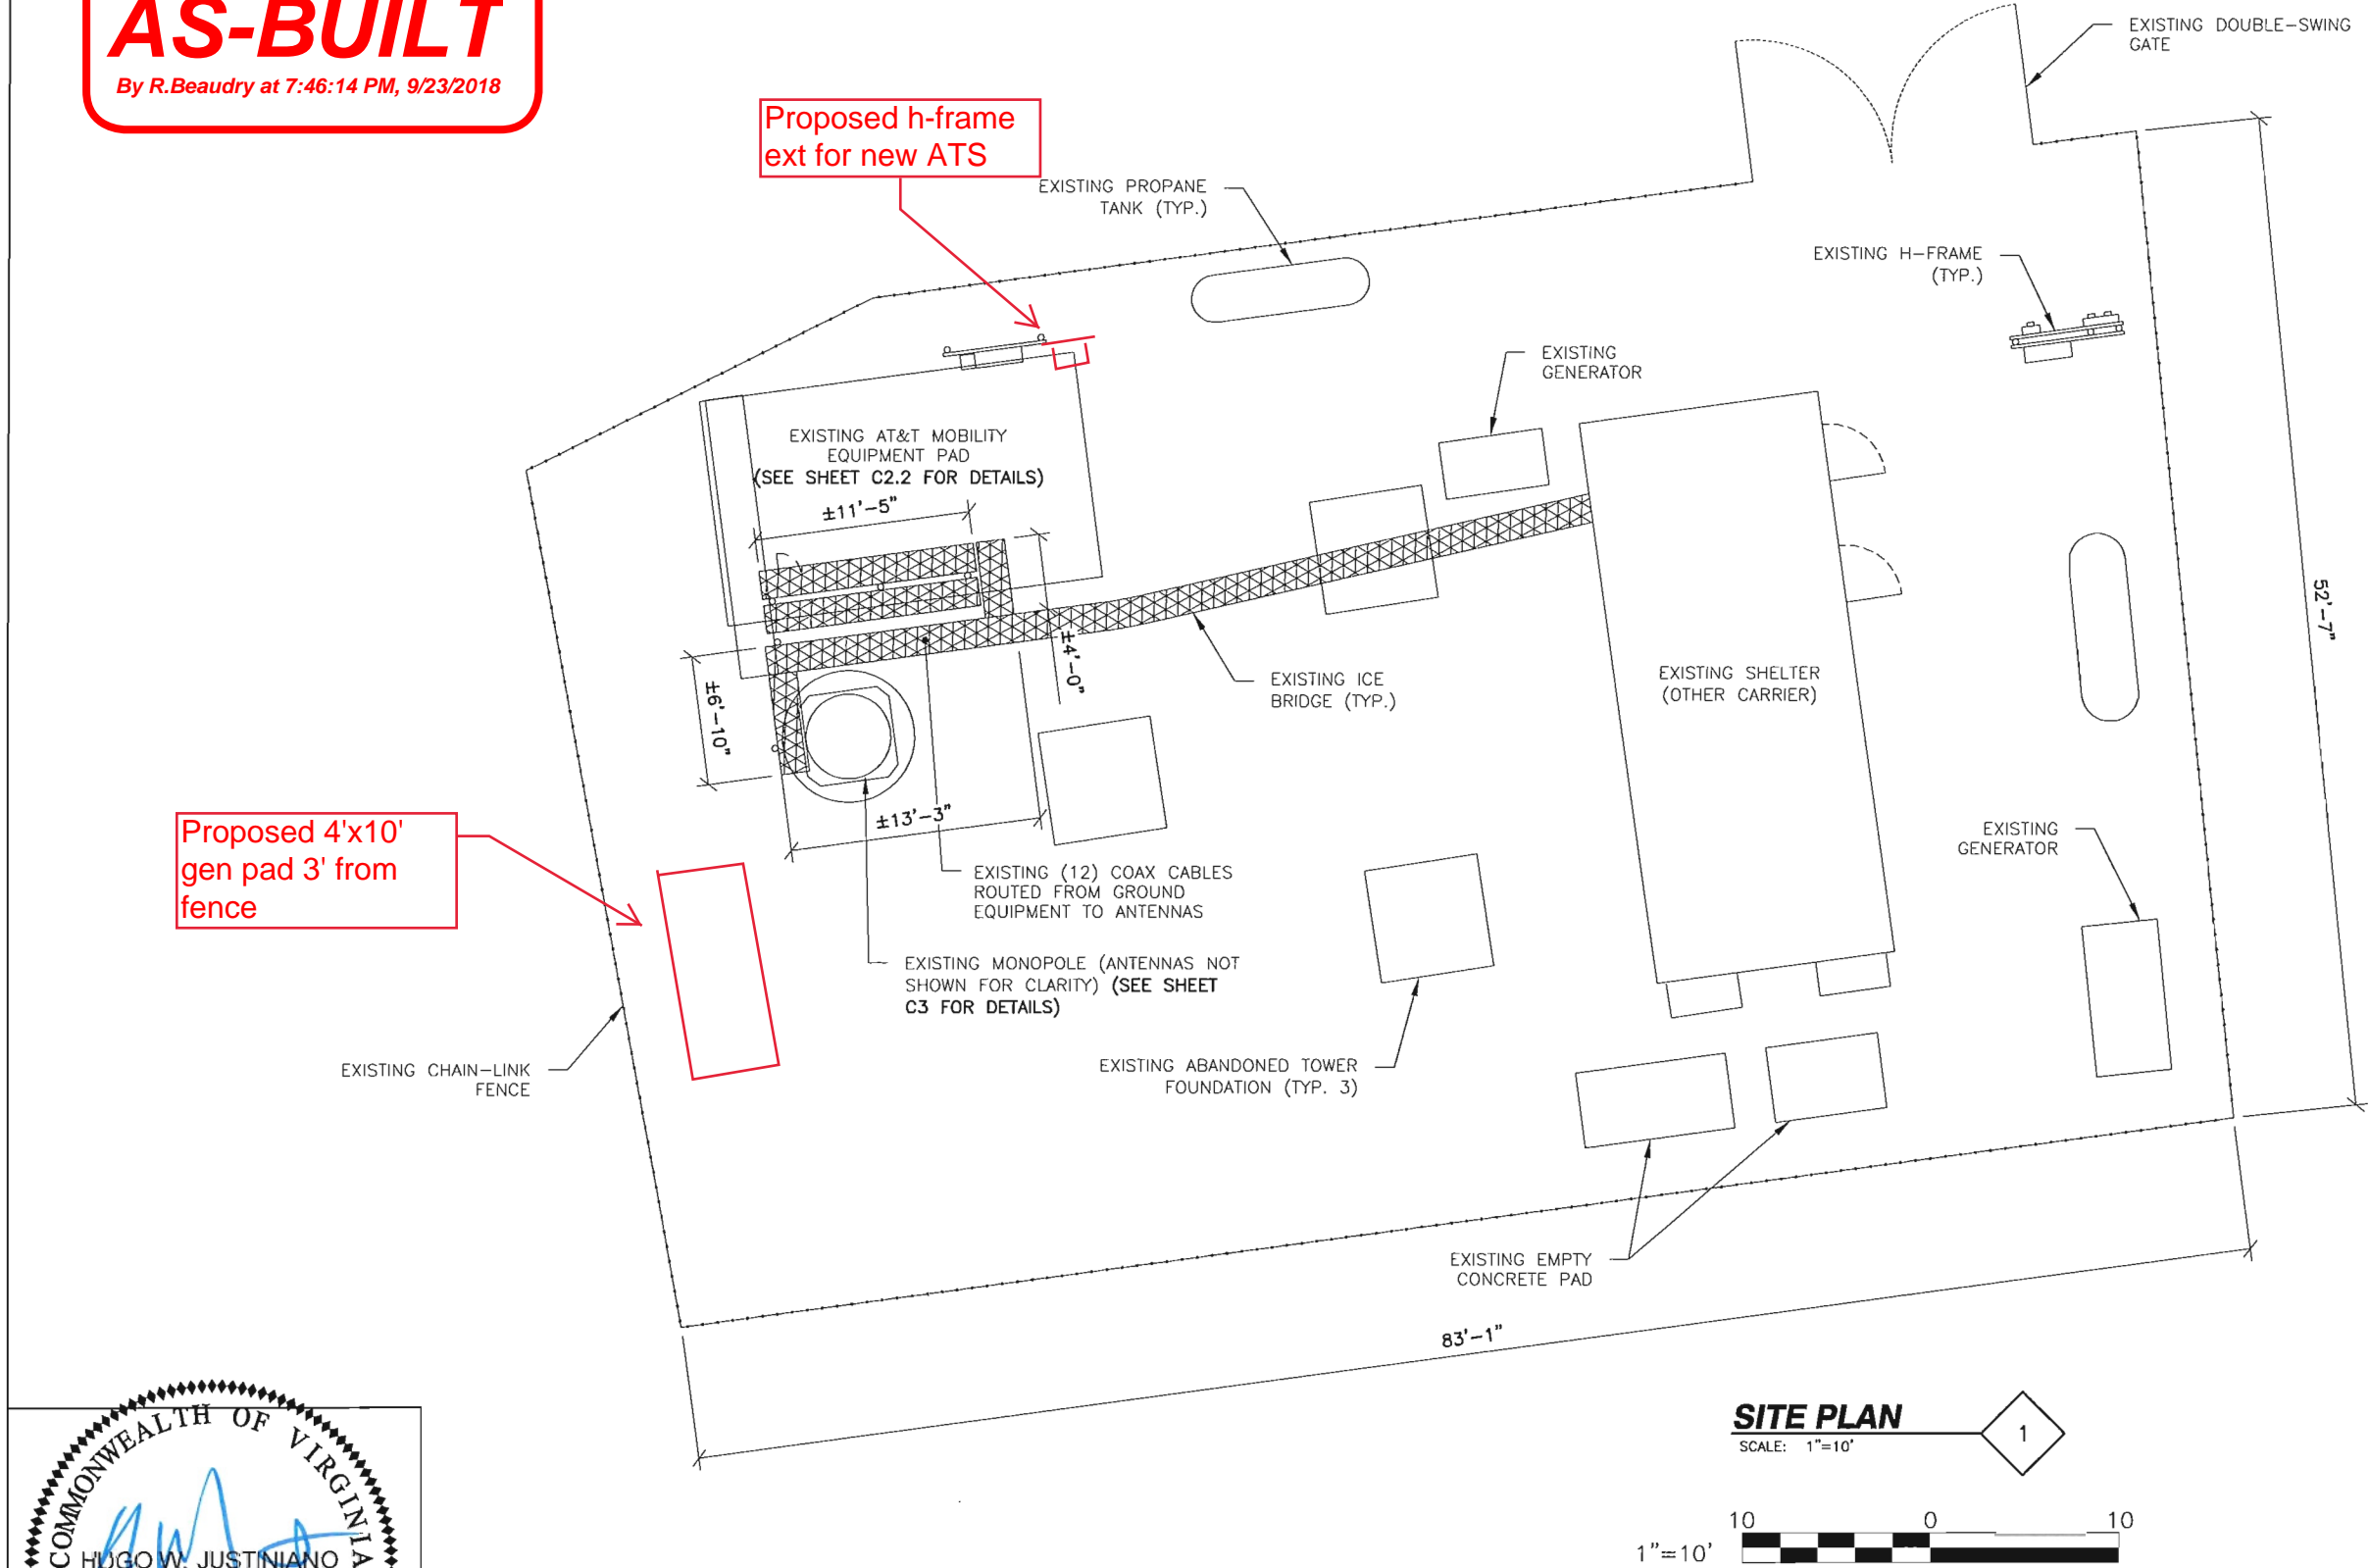 AS-BUILT
By R.Beaudry at 7:46:14 PM, 9/23/2018
EXISTING DOUBLE-SWING
GATE
Proposed h-frame
ext for new ATS
EXISTING PROPANE
TANK (TYP.)
EXISTING H-FRAME
(TYP.)
EXISTING
GENERATOR
EXISTING AT&T MOBILITY
EQUIPMENT PAD
(SEE SHEET C2.2 FOR DETAILS)
±11'-5"
±4'-0"
±6'-10"
±13'-3"
52'-7"
EXISTING ICE
BRIDGE (TYP.)
EXISTING SHELTER
(OTHER CARRIER)
Proposed 4'x10'
gen pad 3' from
fence
EXISTING (12) COAX CABLES
ROUTED FROM GROUND
EQUIPMENT TO ANTENNAS
EXISTING
GENERATOR
EXISTING MONOPOLE (ANTENNAS NOT
SHOWN FOR CLARITY) (SEE SHEET
C3 FOR DETAILS)
EXISTING CHAIN-LINK
FENCE
EXISTING ABANDONED TOWER
FOUNDATION (TYP. 3)
EXISTING EMPTY
CONCRETE PAD
83'-1"
SITE PLAN
SCALE: 1"=10'
1
10 0 10
1"=10'
COMMONWEALTH OF VIRGINIA
HUGO W. JUSTINIANO